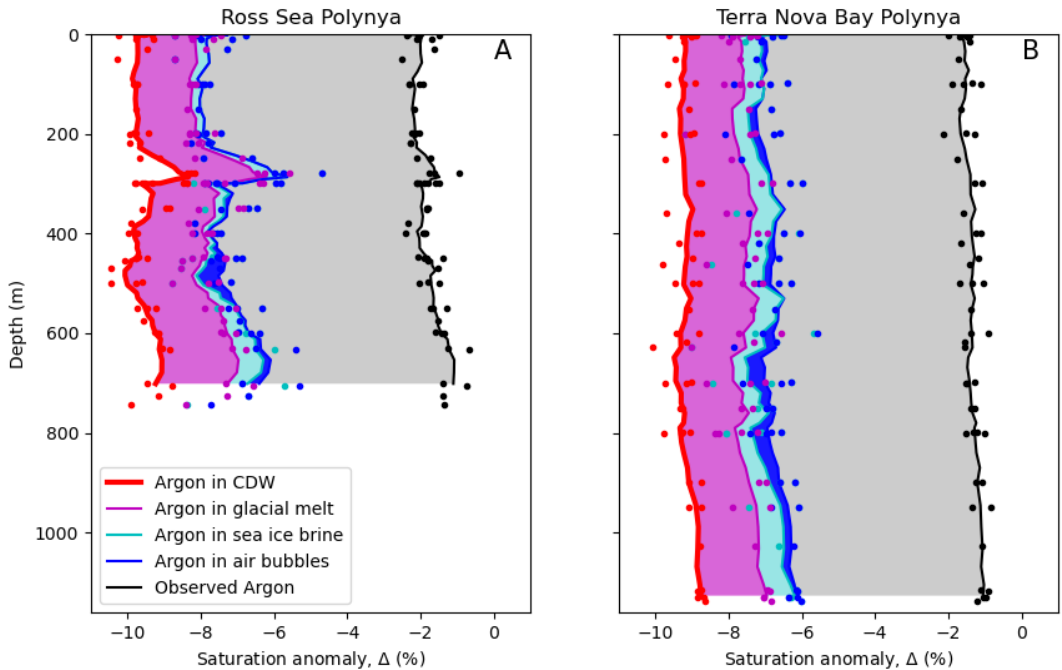 Ross Sea Polynya
Terra Nova Bay Polynya
A
B
Depth (m)
0
200
400
600
800
1000
Argon in CDW
Argon in glacial melt
Argon in sea ice brine
Argon in air bubbles
Observed Argon
−10 −8 −6 −4 −2 0
−10 −8 −6 −4 −2 0
Saturation anomaly, Δ (%)
Saturation anomaly, Δ (%)